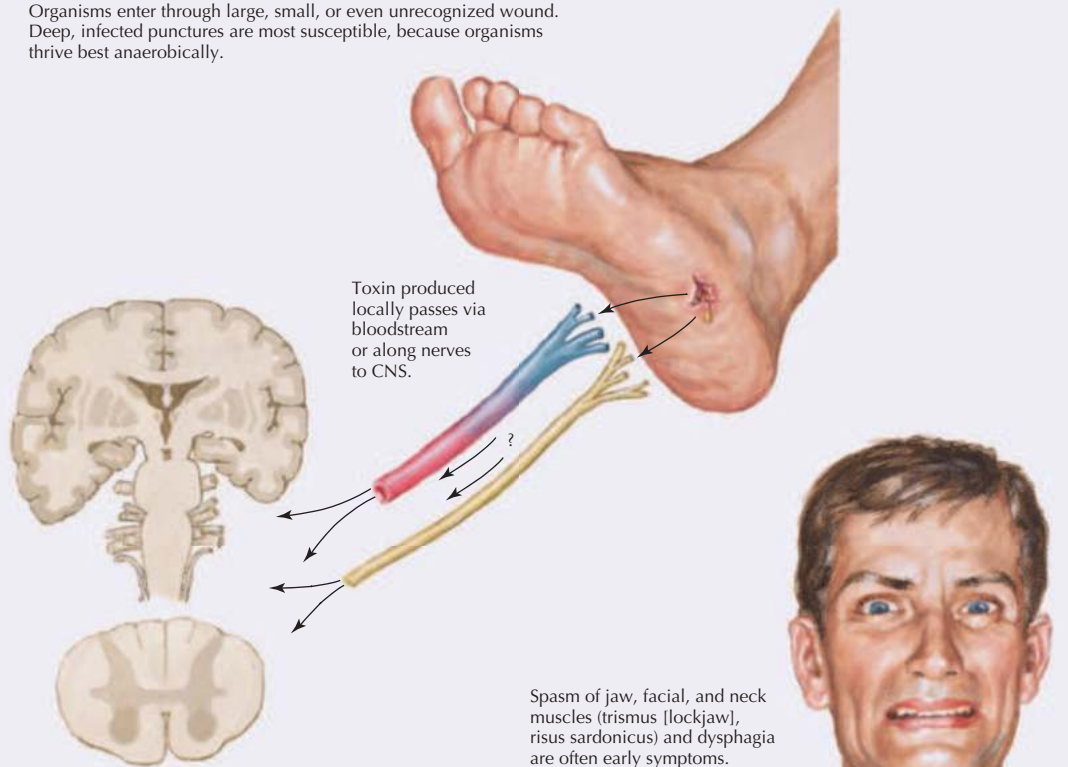 Organisms enter through large, small, or even unrecognized wound.
Deep, infected punctures are most susceptible, because organisms
thrive best anaerobically.
Toxin produced
locally passes via
bloodstream
or along nerves
to CNS.
?
Spasm of jaw, facial, and neck
muscles (trismus [lockjaw],
risus sardonicus) and dysphagia
are often early symptoms.